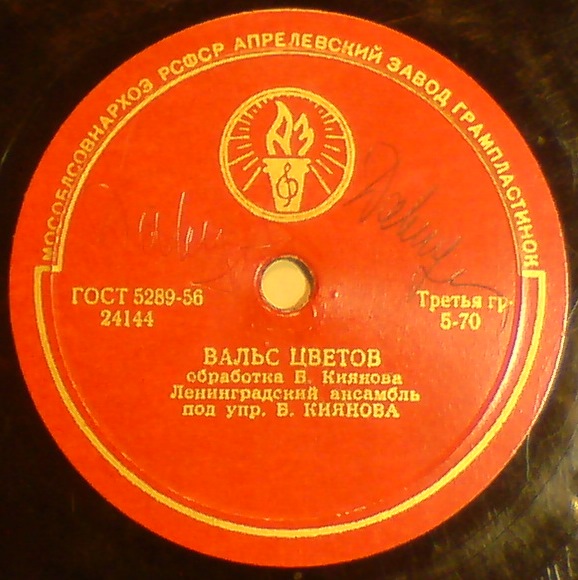 МОСОБЛСОВНАРХОЗ РСФСР АПРЕЛЕВСКИЙ ЗАВОД ГРАМПЛАСТИНОК
АЗ
ГОСТ 5289-56
24144
Третья гр.
5-70
ВАЛЬС ЦВЕТОВ
обработка Б. Киянова
Ленинградский ансамбль
под упр. Б. КИЯНОВА